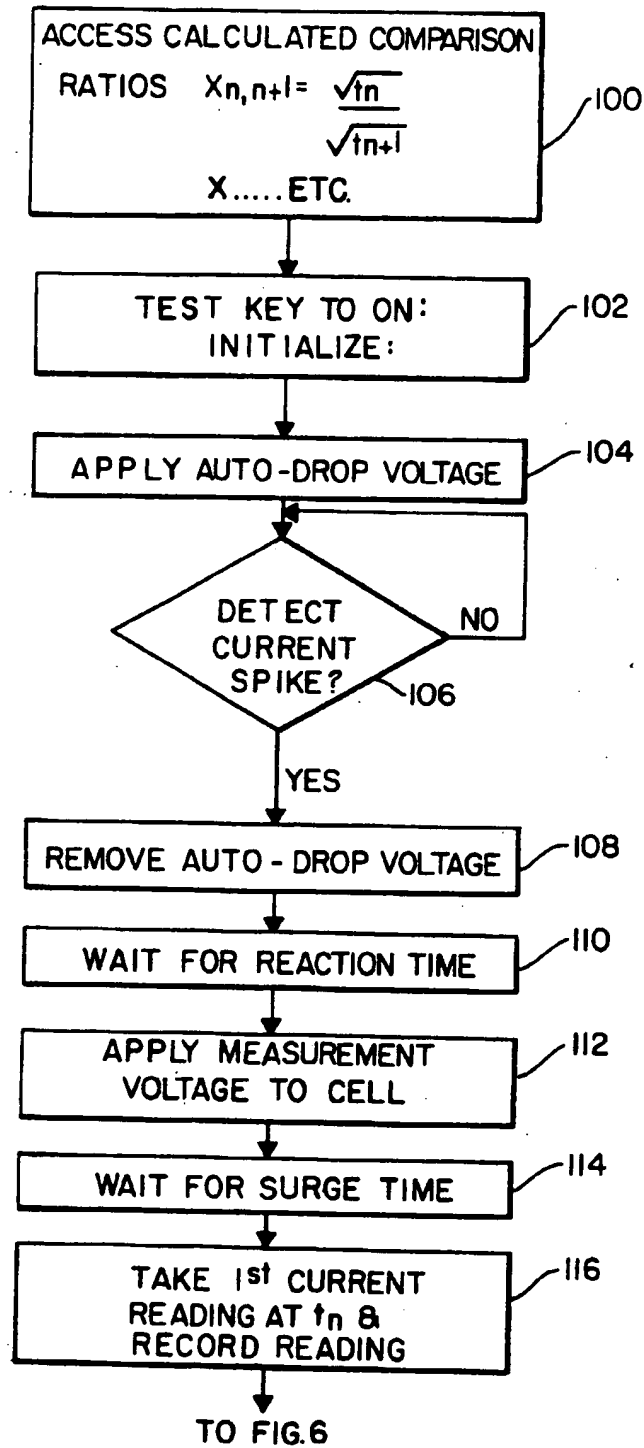 ACCESS CALCULATED COMPARISON
RATIOS Xn,n+1= √tn
√tn+1
X.....ETC.
100
TEST KEY TO ON:
INITIALIZE:
102
APPLY AUTO-DROP VOLTAGE
104
DETECT
CURRENT
SPIKE?
NO
106
YES
REMOVE AUTO-DROP VOLTAGE
108
WAIT FOR REACTION TIME
110
APPLY MEASUREMENT
VOLTAGE TO CELL
112
WAIT FOR SURGE TIME
114
TAKE 1st CURRENT
READING AT tn &
RECORD READING
116
TO FIG.6